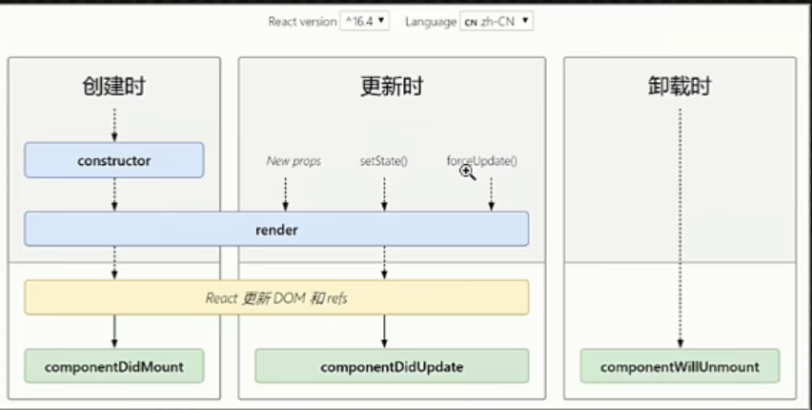 React version ^16.4 Language CN zh-CN
创建时 更新时 卸载时
constructor New props setState() forceUpdate()
render
React 更新 DOM 和 refs
componentDidMount componentDidUpdate componentWillUnmount